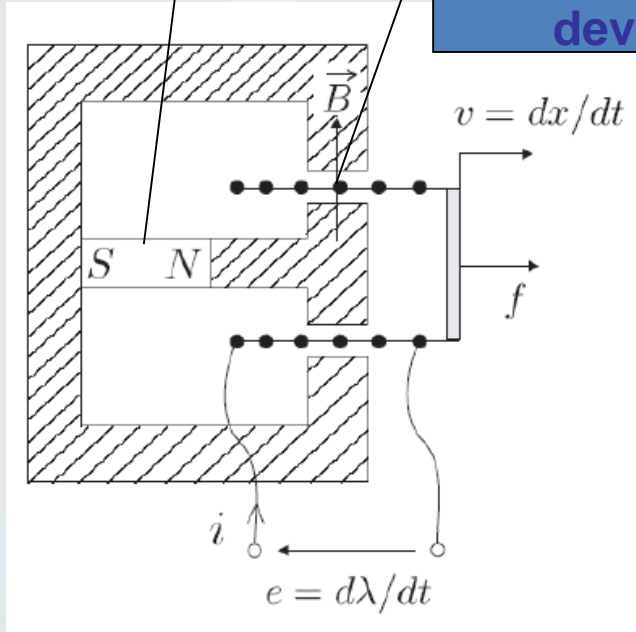 dev
B⃗
v = dx/dt
S N
f
i
e = dλ/dt